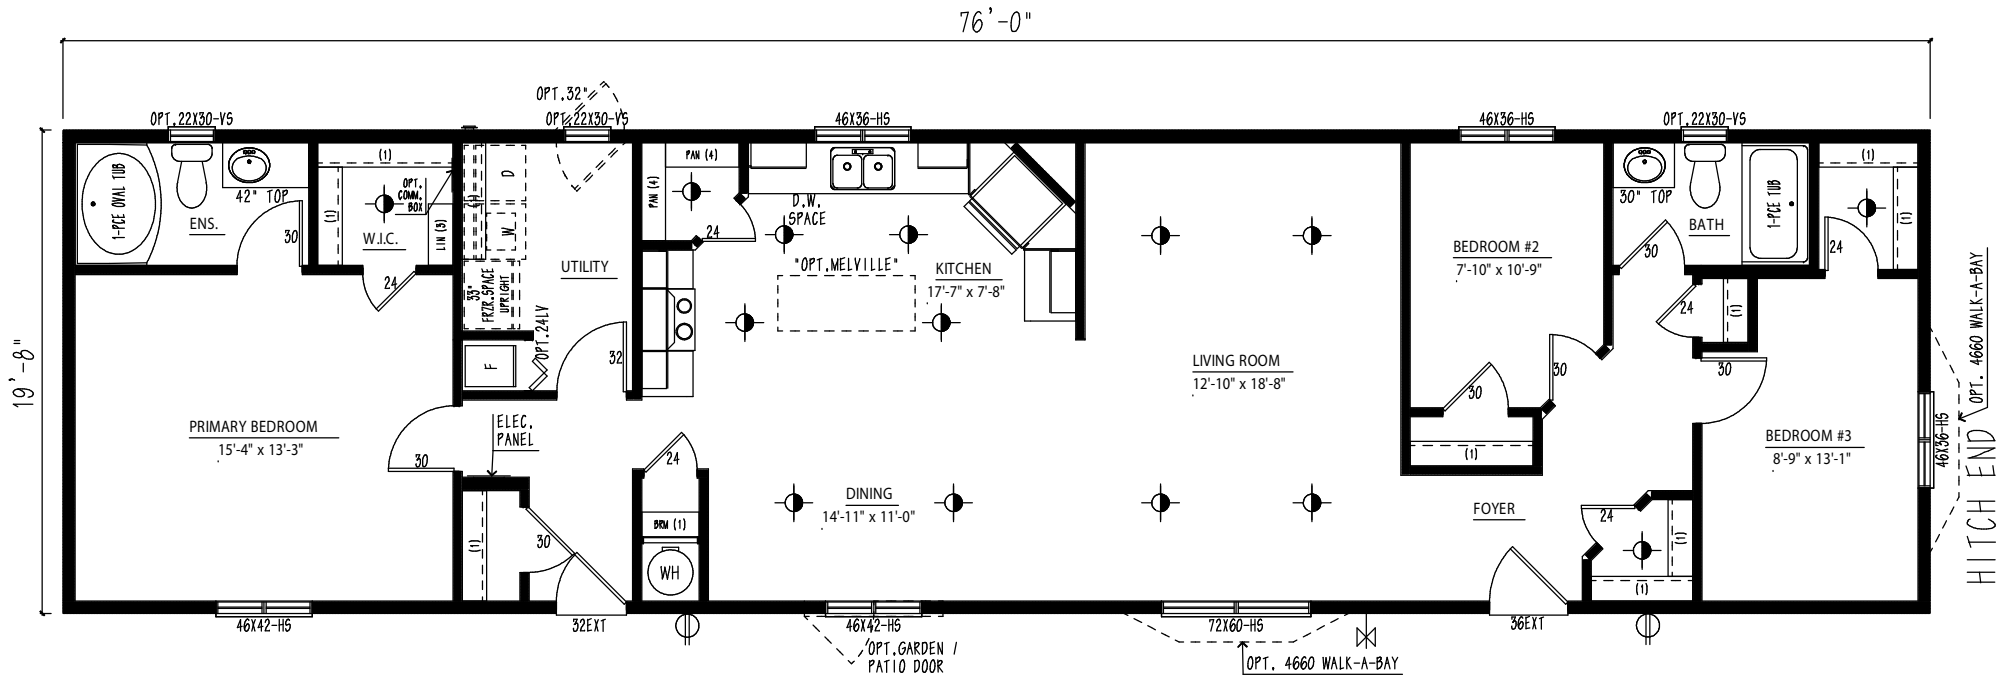 76'-0"
OPT.32"
OPT.22X30-VS
OPT.22X30-VS
46X36-HS
46X36-HS
OPT.22X30-VS
1-PCE OVAL TUB
42" TOP
ENS.
30
(1)
(1)
OPT.
COMM.
BOX
LIN (3)
W.I.C.
24
D
W
33"
FRZR.SPACE
UPRIGHT
UTILITY
OPT.24LV
F
32
PAN (4)
PAN (4)
24
D.W.
SPACE
"OPT.MELVILLE"
KITCHEN
17'-7" x 7'-8"
BEDROOM #2
7'-10" x 10'-9"
30
30
(1)
30" TOP
BATH
1-PCE TUB
30
24
(1)
(1)
(1)
24
30
OPT. 4660 WALK-A-BAY
19'-8"
PRIMARY BEDROOM
15'-4" x 13'-3"
30
ELEC.
PANEL
24
LIVING ROOM
12'-10" x 18'-8"
BEDROOM #3
8'-9" x 13'-1"
46X36-HS
HITCH END
DINING
14'-11" x 11'-0"
FOYER
24
(1)
(1)
(1)
30
BRM (1)
WH
46X42-HS
32EXT
46X42-HS
72X60-HS
36EXT
OPT.GARDEN /
PATIO DOOR
OPT. 4660 WALK-A-BAY